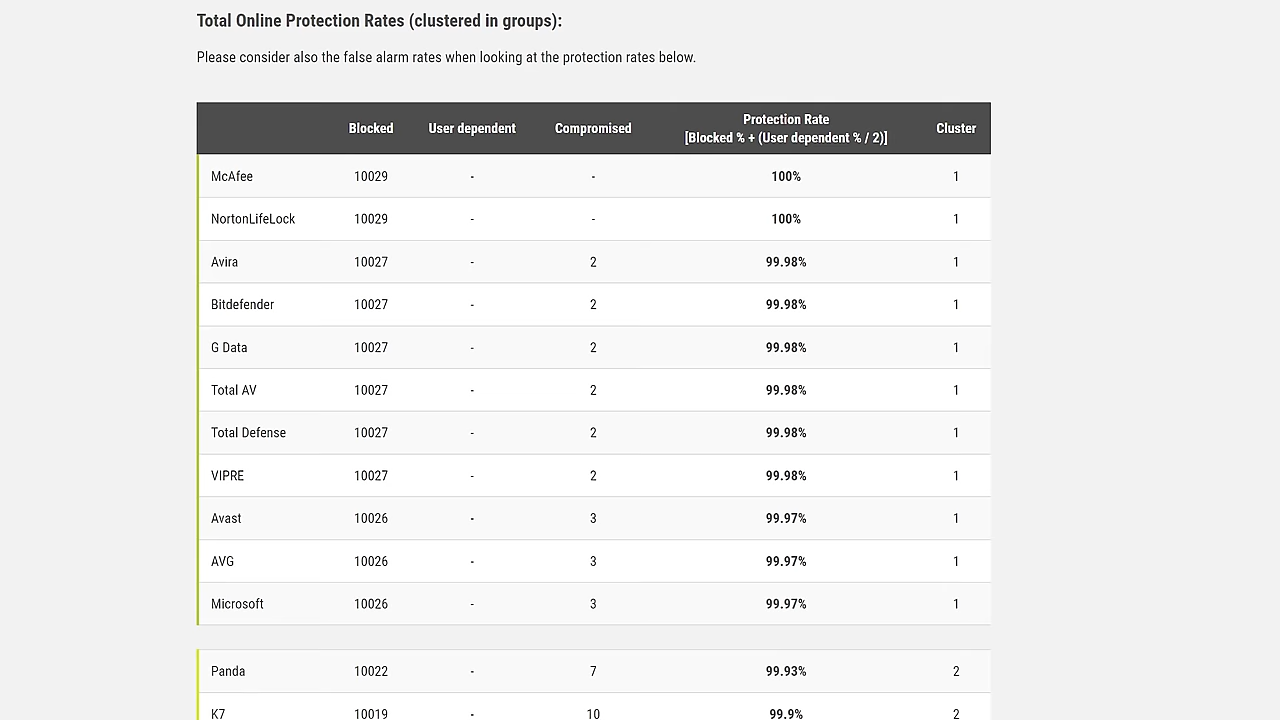 Total Online Protection Rates (clustered in groups):
Please consider also the false alarm rates when looking at the protection rates below.
Blocked User dependent Compromised Protection Rate [Blocked % + (User dependent % / 2)] Cluster
McAfee 10029 - - 100% 1
NortonLifeLock 10029 - - 100% 1
Avira 10027 - 2 99.98% 1
Bitdefender 10027 - 2 99.98% 1
G Data 10027 - 2 99.98% 1
Total AV 10027 - 2 99.98% 1
Total Defense 10027 - 2 99.98% 1
VIPRE 10027 - 2 99.98% 1
Avast 10026 - 3 99.97% 1
AVG 10026 - 3 99.97% 1
Microsoft 10026 - 3 99.97% 1
Panda 10022 - 7 99.93% 2
K7 10019 - 10 99.9% 2